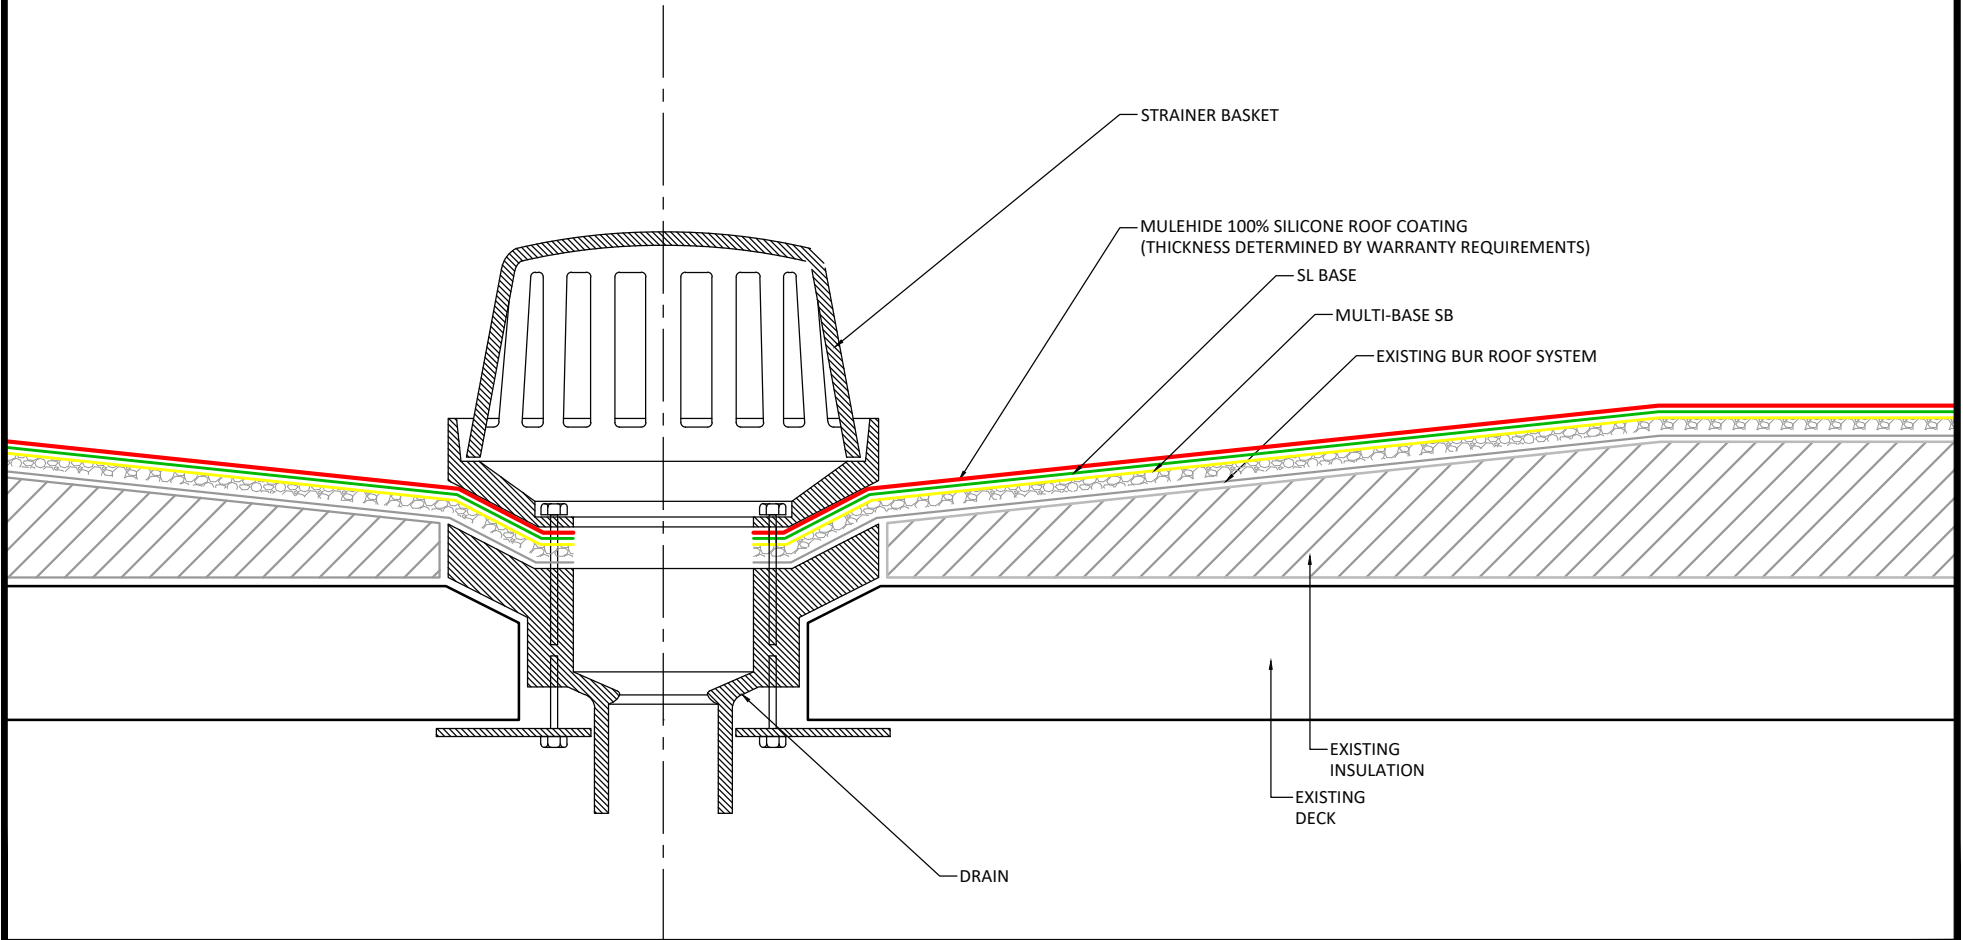 STRAINER BASKET
MULEHIDE 100% SILICONE ROOF COATING
(THICKNESS DETERMINED BY WARRANTY REQUIREMENTS)
SL BASE
MULTI-BASE SB
EXISTING BUR ROOF SYSTEM
EXISTING
INSULATION
EXISTING
DECK
DRAIN